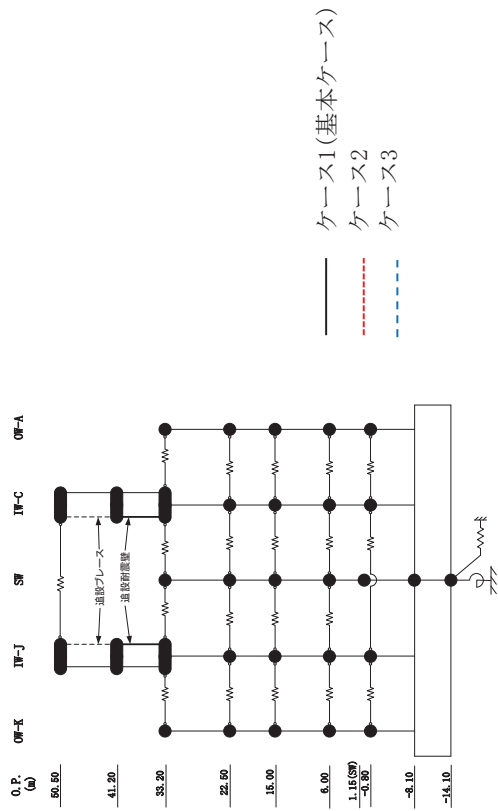 O.P.
(m)
OW-K
IW-J
SW
IW-C
OW-A
50.50
41.20
33.20
22.50
15.00
6.00
1.15(SW)
-0.80
-8.10
-14.10
追設ブレース
追設耐震壁
ケース1(基本ケース)
ケース2
ケース3